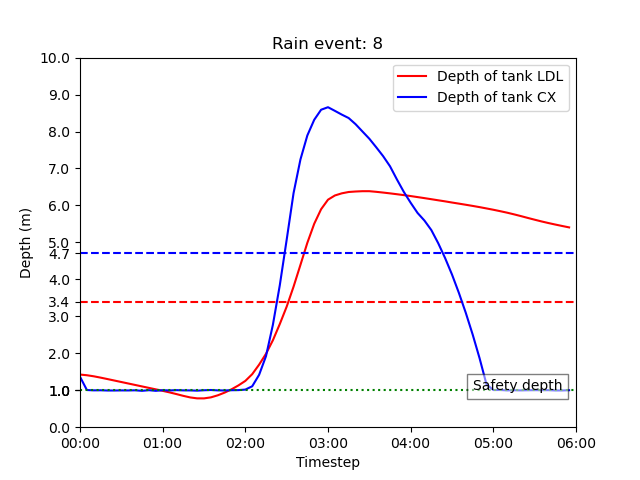 Rain event: 8
Depth of tank LDL
Depth of tank CX
Depth (m)
10.0
9.0
8.0
7.0
6.0
5.0
4.7
4.0
3.4
3.0
2.0
1.0
0.0
Safety depth
00:00 01:00 02:00 03:00 04:00 05:00 06:00
Timestep